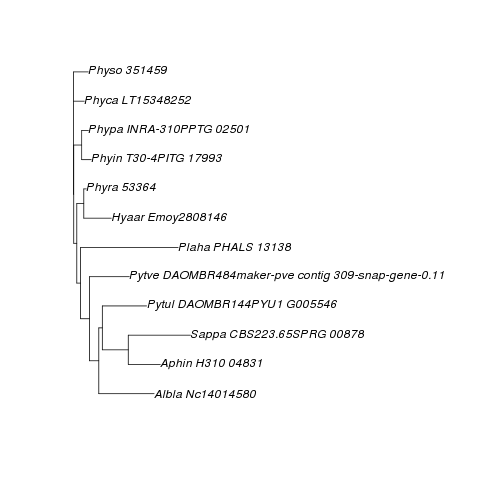 Physo 351459
Phyca LT15348252
Phypa INRA-310PPTG 02501
Phyin T30-4PITG 17993
Phyra 53364
Hyaar Emoy2808146
Plaha PHALS 13138
Pytve DAOMBR484maker-pve contig 309-snap-gene-0.11
Pytul DAOMBR144PYU1 G005546
Sappa CBS223.65SPRG 00878
Aphin H310 04831
Albla Nc14014580